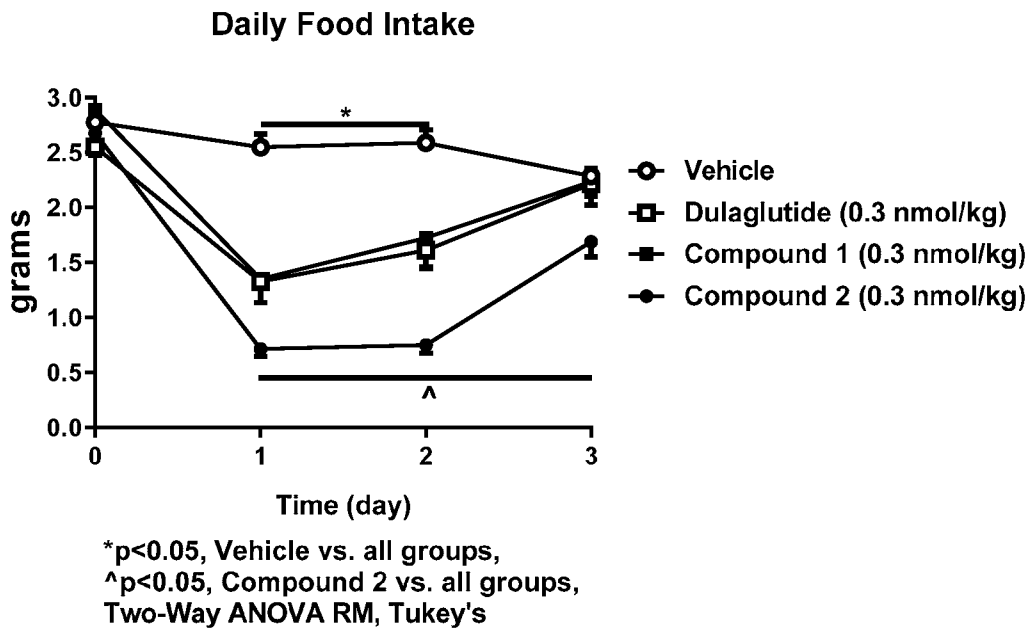 Daily Food Intake
3.0
2.5
2.0
1.5
1.0
0.5
0.0
grams
*
^
0 1 2 3
Time (day)
Vehicle
Dulaglutide (0.3 nmol/kg)
Compound 1 (0.3 nmol/kg)
Compound 2 (0.3 nmol/kg)
*p<0.05, Vehicle vs. all groups,
^p<0.05, Compound 2 vs. all groups,
Two-Way ANOVA RM, Tukey's